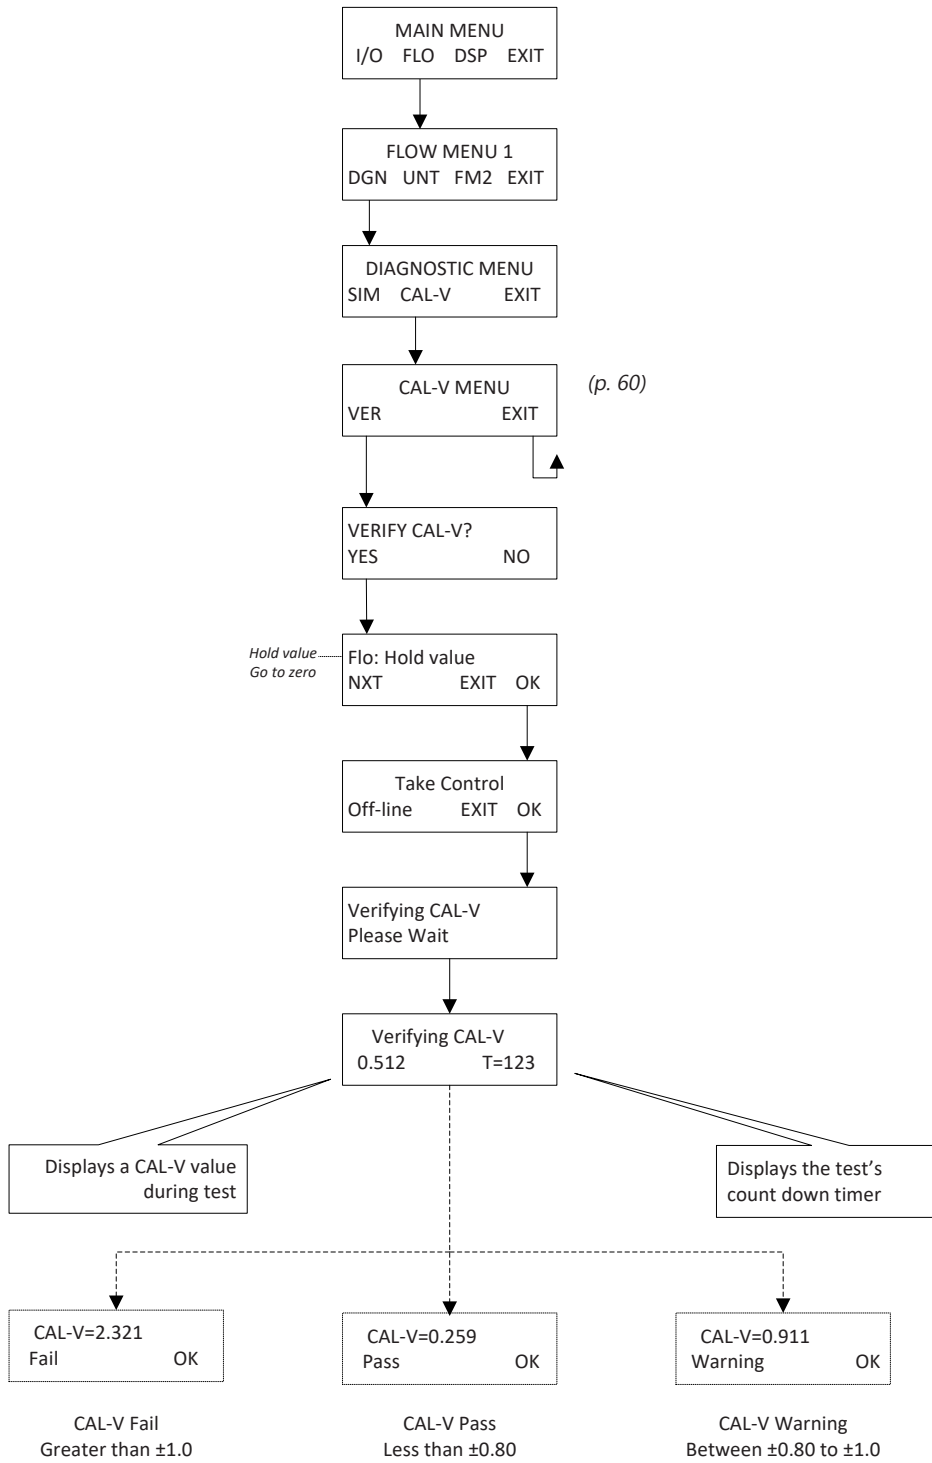 MAIN MENU
I/O FLO DSP EXIT
FLOW MENU 1
DGN UNT FM2 EXIT
DIAGNOSTIC MENU
SIM CAL-V EXIT
CAL-V MENU
VER EXIT
(p. 60)
VERIFY CAL-V?
YES NO
Hold value
Go to zero
Flo: Hold value
NXT EXIT OK
Take Control
Off-line EXIT OK
Verifying CAL-V
Please Wait
Verifying CAL-V
0.512 T=123
Displays a CAL-V value
during test
Displays the test's
count down timer
CAL-V=2.321
Fail OK
CAL-V=0.259
Pass OK
CAL-V=0.911
Warning OK
CAL-V Fail
Greater than ±1.0
CAL-V Pass
Less than ±0.80
CAL-V Warning
Between ±0.80 to ±1.0